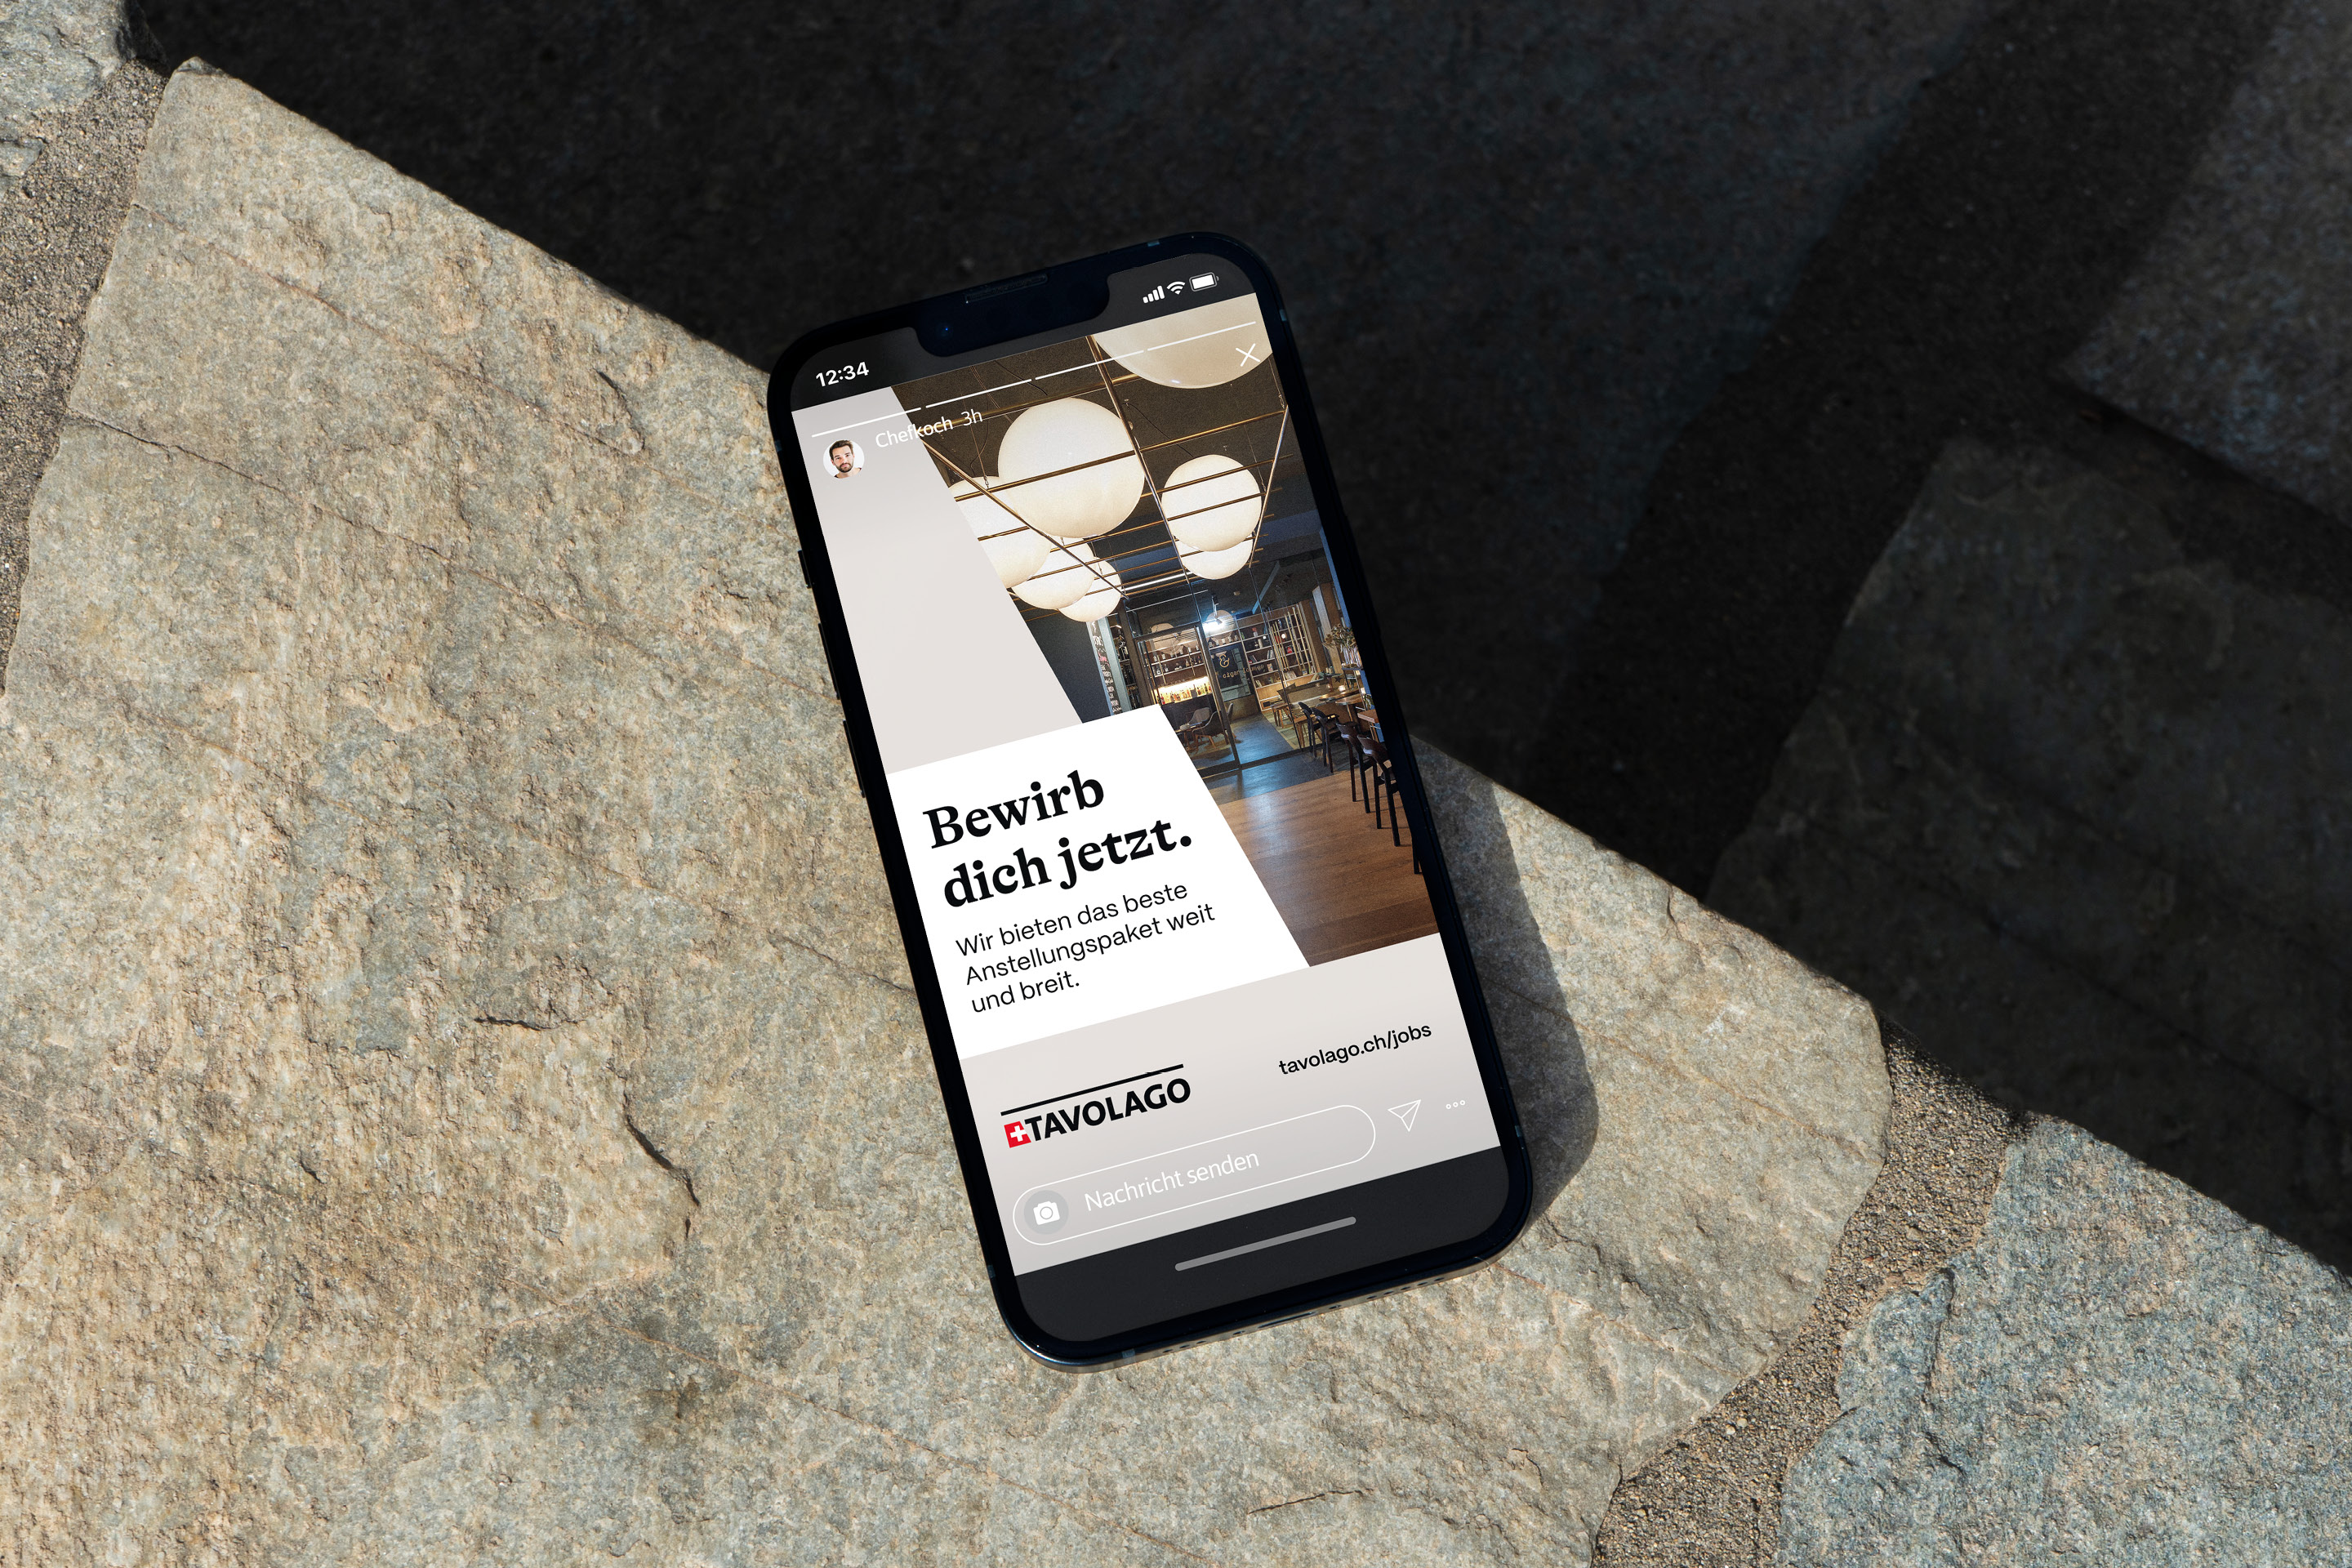 12:34
Chefkoch 3h
Bewirb
dich jetzt.
Wir bieten das beste
Anstellungspaket weit
und breit.
tavolago.ch/jobs
TAVOLAGO
Nachricht senden